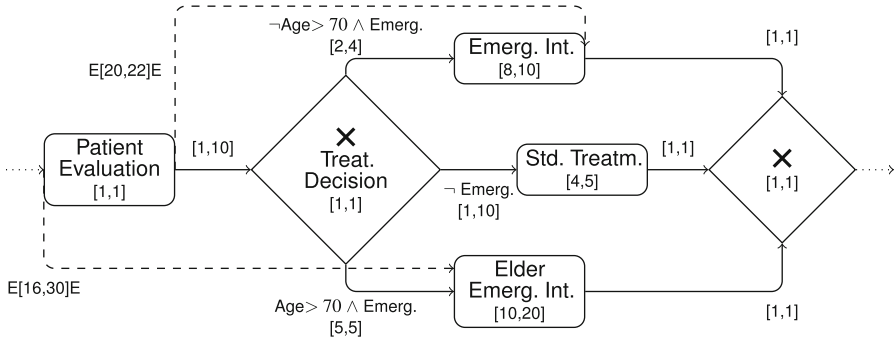 ¬Age> 70 ∧ Emerg.
[2,4]
Emerg. Int.
[8,10]
[1,1]
E[20,22]E
Patient
Evaluation
[1,1]
[1,10]
×
Treat.
Decision
[1,1]
¬ Emerg.
[1,10]
Std. Treatm.
[4,5]
[1,1]
×
[1,1]
E[16,30]E
Age> 70 ∧ Emerg.
[5,5]
Elder
Emerg. Int.
[10,20]
[1,1]